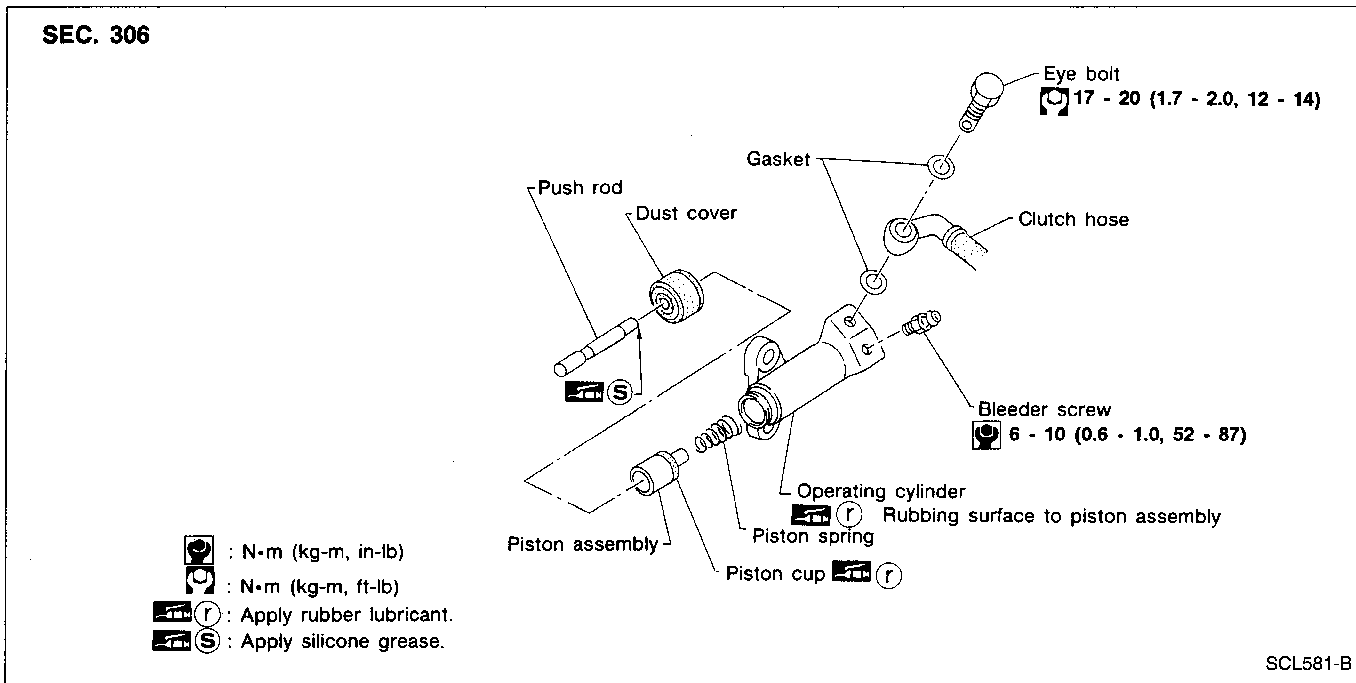 SEC. 306
Eye bolt
17 - 20 (1.7 - 2.0, 12 - 14)
Gasket
Push rod
Dust cover
Clutch hose
S
Bleeder screw
6 - 10 (0.6 - 1.0, 52 - 87)
Operating cylinder
r Rubbing surface to piston assembly
Piston spring
Piston assembly
Piston cup r
: N•m (kg-m, in-lb)
: N•m (kg-m, ft-lb)
r : Apply rubber lubricant.
S : Apply silicone grease.
SCL581-B